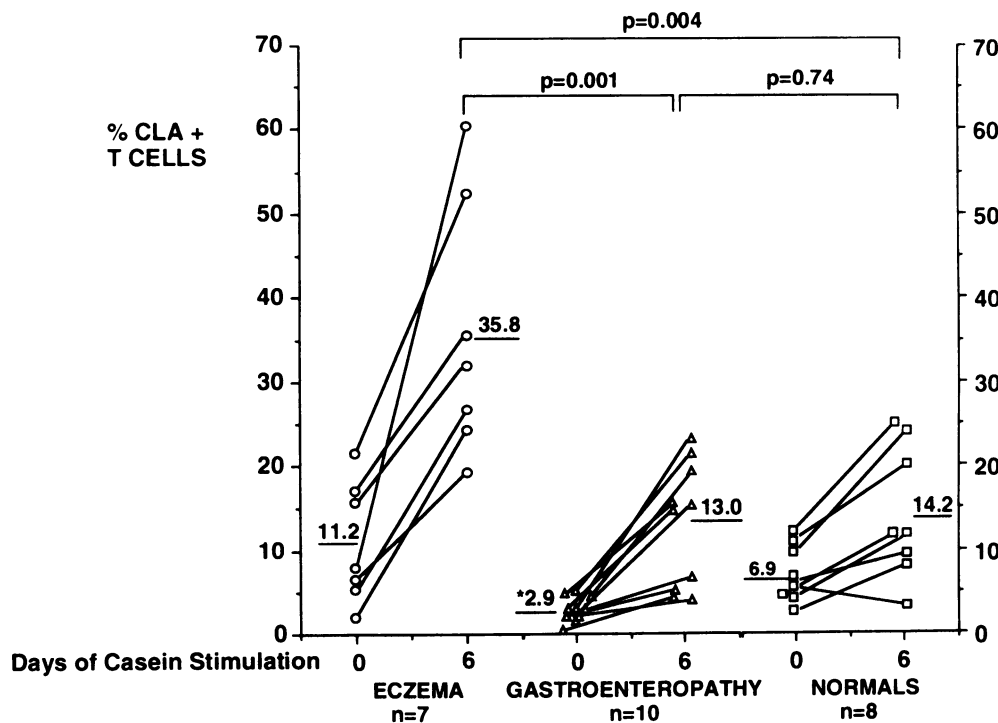 p=0.004
p=0.001
p=0.74
% CLA +
T CELLS
70
60
50
40
30
20
10
0
70
60
50
40
30
20
10
0
11.2
35.8
*2.9
13.0
6.9
14.2
Days of Casein Stimulation 0 6 0 6 0 6
ECZEMA GASTROENTEROPATHY NORMALS
n=7 n=10 n=8